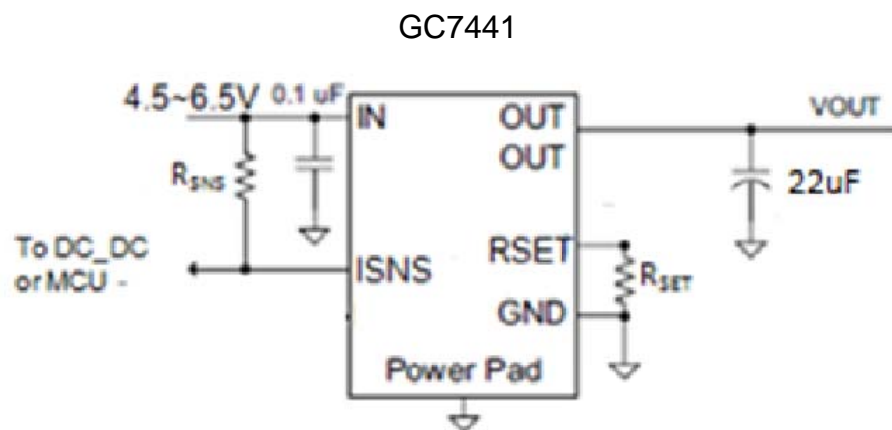 GC7441
4.5~6.5V
0.1 uF
IN
OUT
VOUT
OUT
RSNS
22uF
To DC_DC
or MCU -
ISNS
RSET
RSET
GND
Power Pad